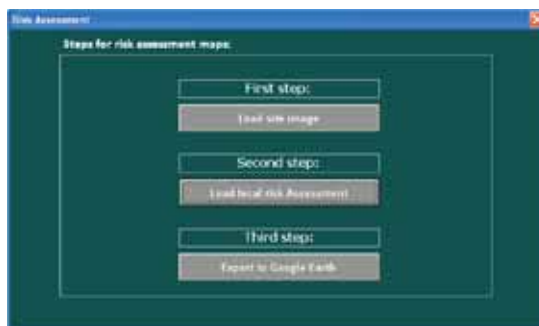 Risk Assessment
Steps for risk assessment maps:
First step:
Load site image
Second step:
Load local risk Assessment
Third step:
Export to Google Earth